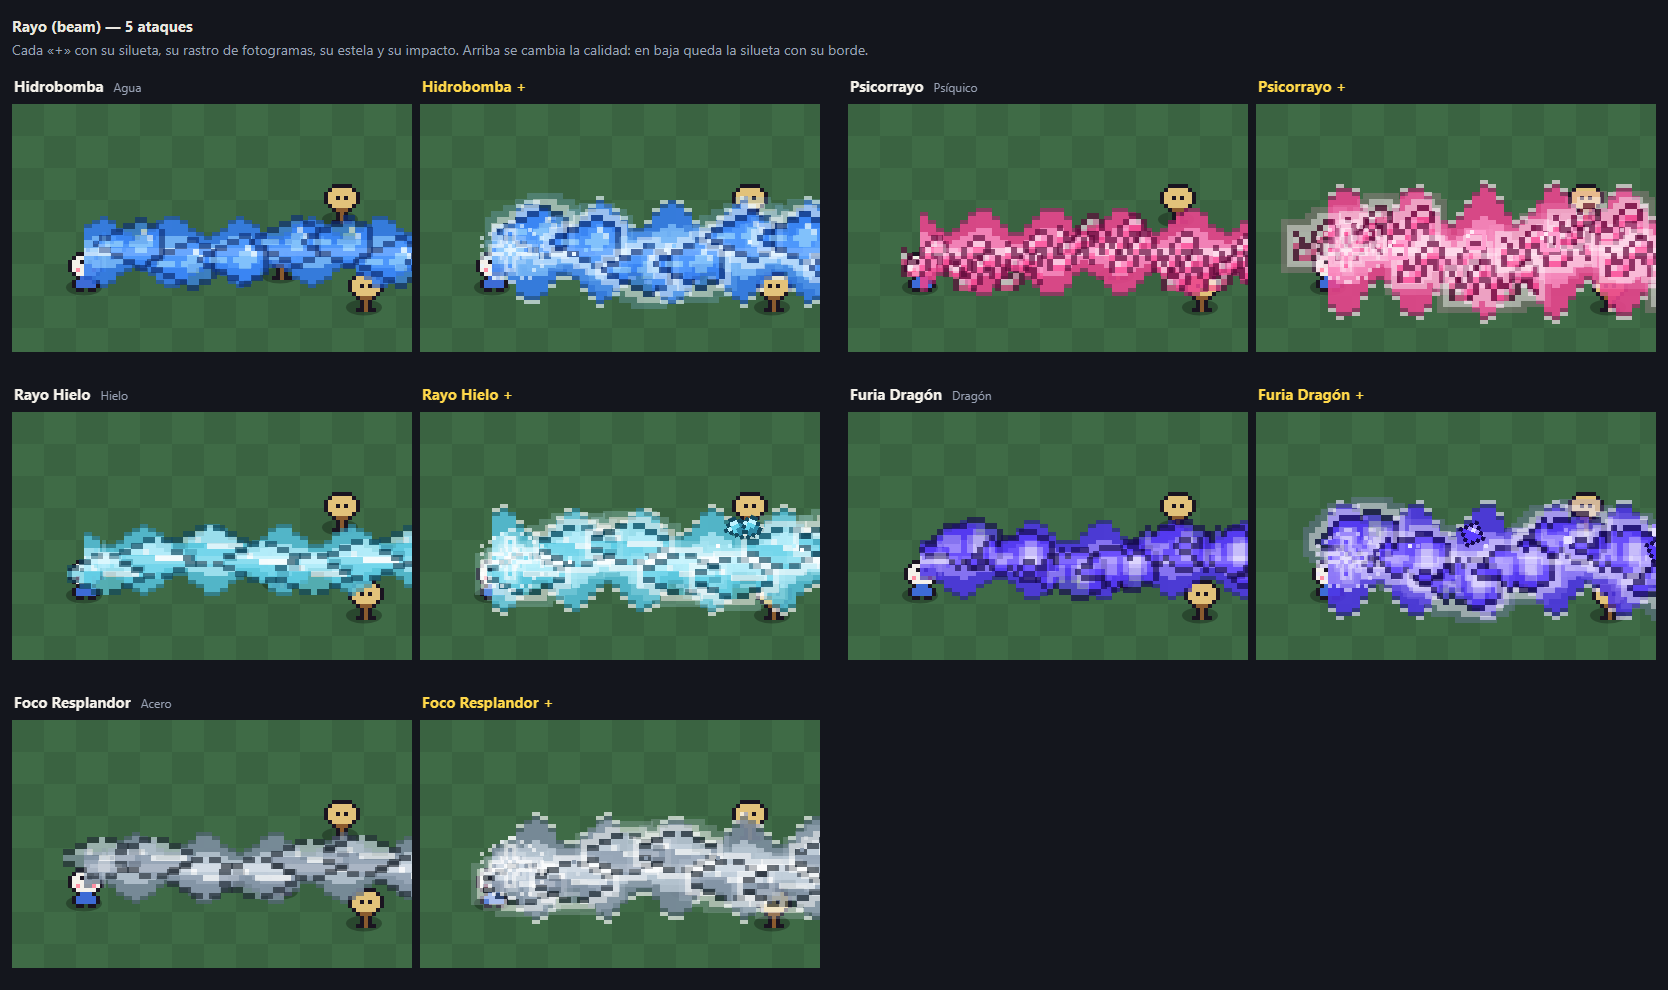 Rayo (beam) — 5 ataques
Cada «+» con su silueta, su rastro de fotogramas, su estela y su impacto. Arriba se cambia la calidad: en baja queda la silueta con su borde.
Hidrobomba Agua
Hidrobomba +
Psicorrayo Psíquico
Psicorrayo +
Rayo Hielo Hielo
Rayo Hielo +
Furia Dragón Dragón
Furia Dragón +
Foco Resplandor Acero
Foco Resplandor +